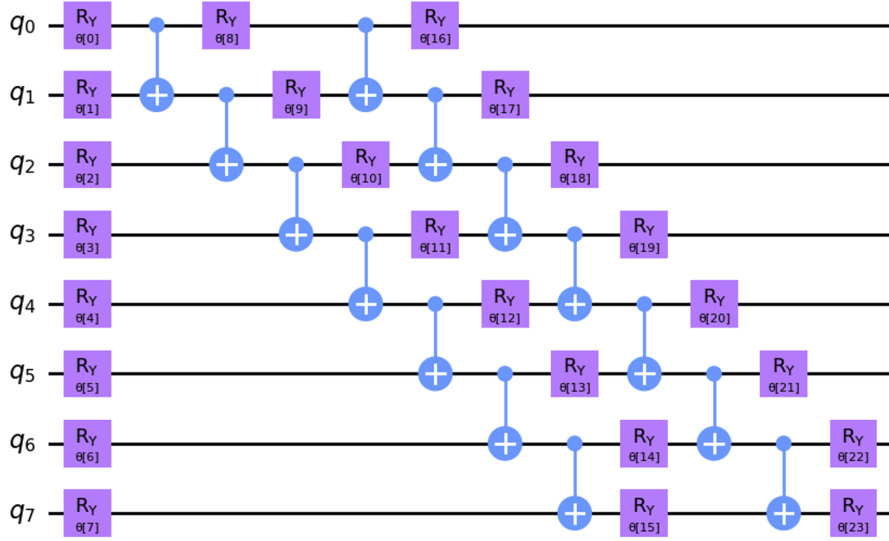 q0 RY θ[0] RY θ[8] RY θ[16]
q1 RY θ[1] RY θ[9] RY θ[17]
q2 RY θ[2] RY θ[10] RY θ[18]
q3 RY θ[3] RY θ[11] RY θ[19]
q4 RY θ[4] RY θ[12] RY θ[20]
q5 RY θ[5] RY θ[13] RY θ[21]
q6 RY θ[6] RY θ[14] RY θ[22]
q7 RY θ[7] RY θ[15] RY θ[23]